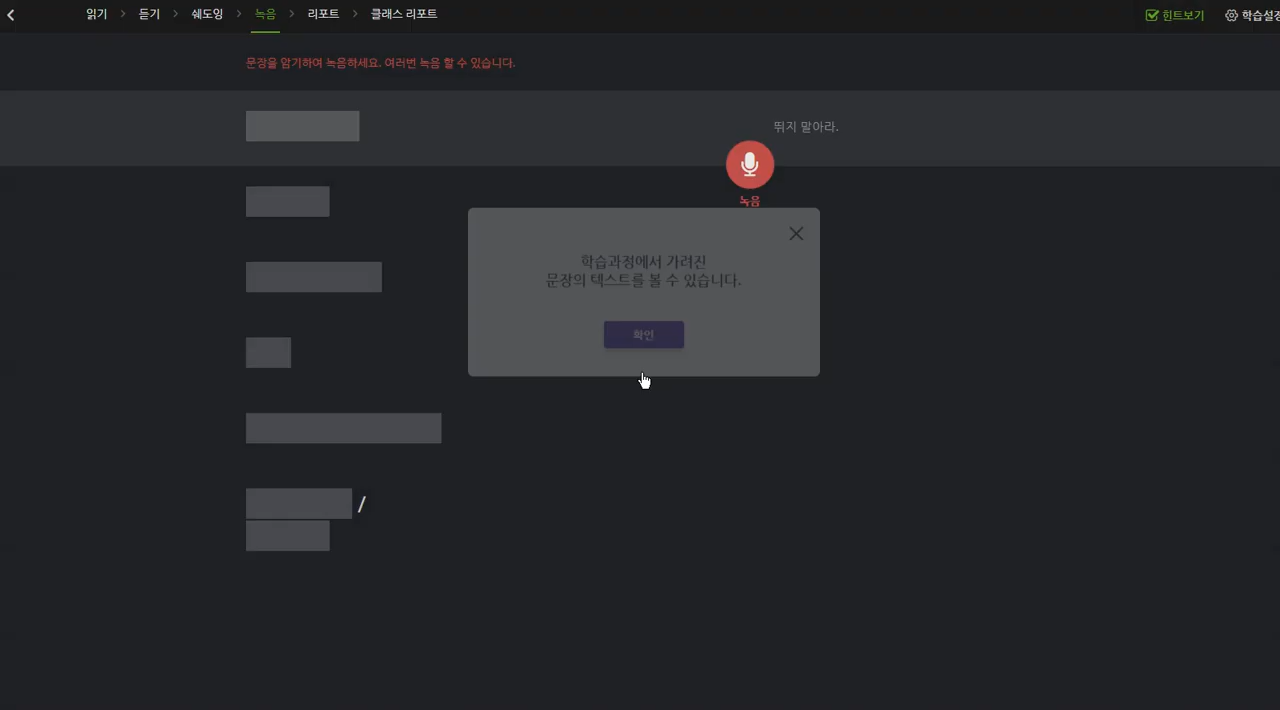 읽기 > 듣기 > 쉐도잉 > 녹음 > 리포트 > 클래스 리포트
힌트보기 학습설정
문장을 암기하여 녹음하세요. 여러번 녹음 할 수 있습니다.
뛰지 말아라.
녹음
학습과정에서 가려진
문장의 텍스트를 볼 수 있습니다.
확인
/